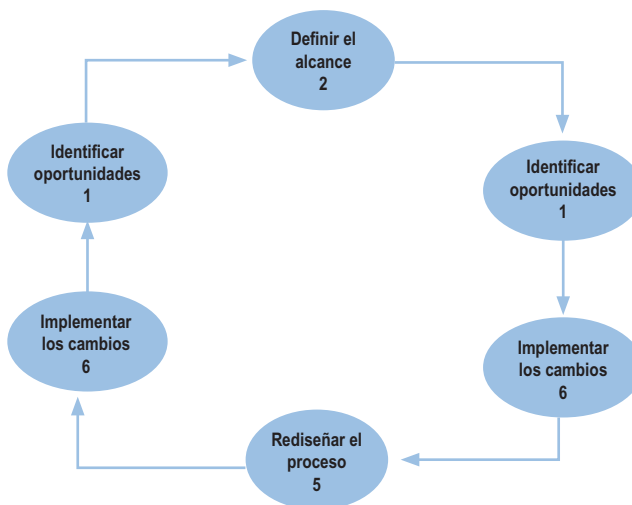 Definir el
alcance
2
Identificar
oportunidades
1
Identificar
oportunidades
1
Implementar
los cambios
6
Implementar
los cambios
6
Rediseñar el
proceso
5